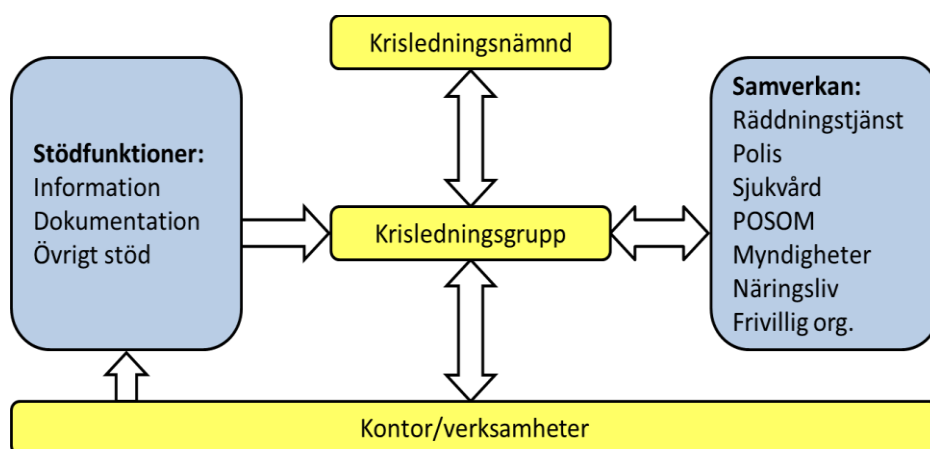 Krisledningsnämnd
Stödfunktioner:
Information
Dokumentation
Övrigt stöd
Krisledningsgrupp
Samverkan:
Räddningstjänst
Polis
Sjukvård
POSOM
Myndigheter
Näringsliv
Frivillig org.
Kontor/verksamheter